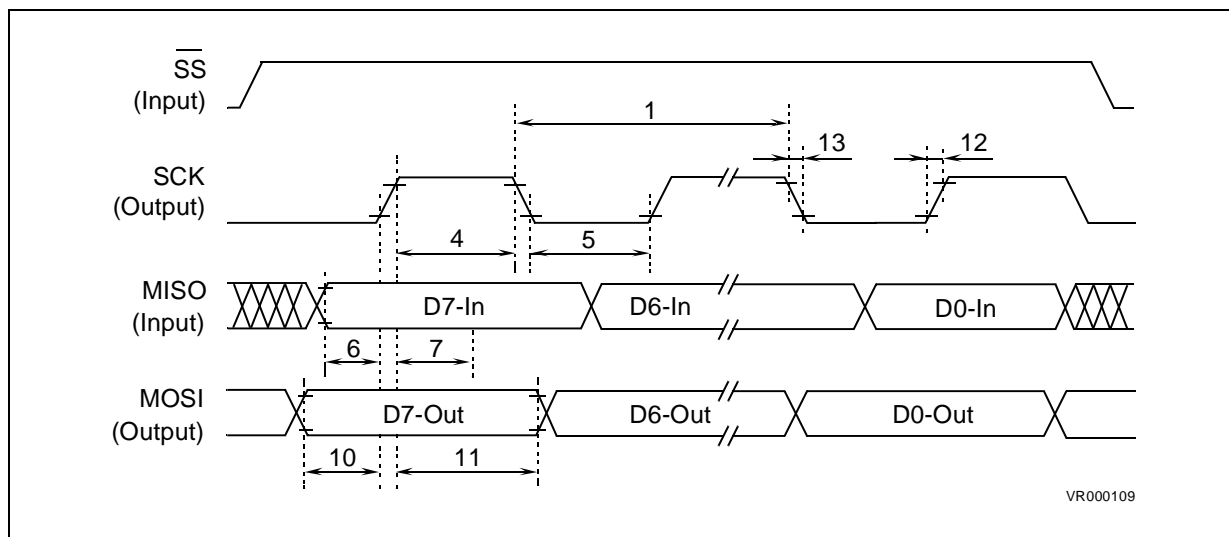 SS
(Input)
1
13
12
SCK
(Output)
4
5
MISO
(Input)
D7-In
D6-In
D0-In
6
7
MOSI
(Output)
D7-Out
D6-Out
D0-Out
10
11
VR000109